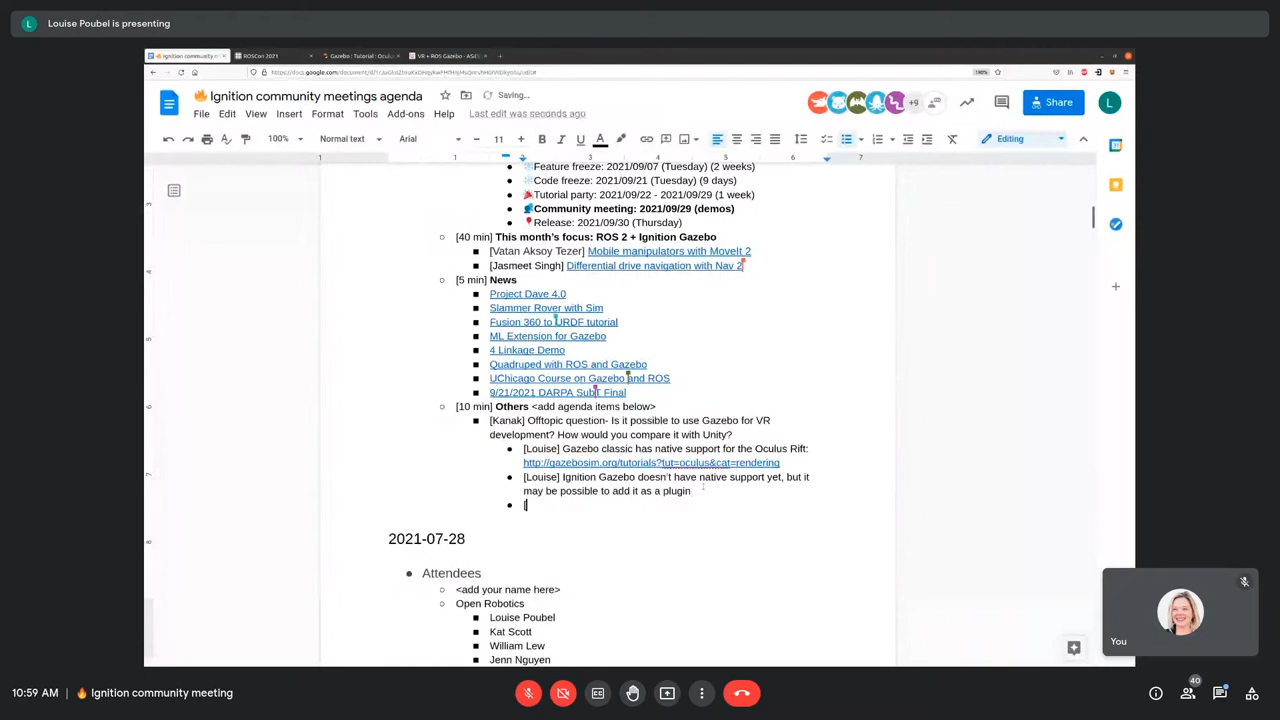 L Louise Poubel is presenting
Ignition community meetings agenda
Saving...
File Edit View Insert Format Tools Add-ons Help Last edit was seconds ago
+9 Share L
100% Normal text Arial 11 Editing
1 1 2 3 4 5 6 7
Feature freeze: 2021/09/07 (Tuesday) (2 weeks)
Code freeze: 2021/09/21 (Tuesday) (9 days)
Tutorial party: 2021/09/22 - 2021/09/29 (1 week)
Community meeting: 2021/09/29 (demos)
Release: 2021/09/30 (Thursday)
[40 min] This month's focus: ROS 2 + Ignition Gazebo
[Vatan Aksoy Tezer] Mobile manipulators with MoveIt 2
[Jasmeet Singh] Differential drive navigation with Nav 2
[5 min] News
Project Dave 4.0
Slammer Rover with Sim
Fusion 360 to URDF tutorial
ML Extension for Gazebo
4 Linkage Demo
Quadruped with ROS and Gazebo
UChicago Course on Gazebo and ROS
9/21/2021 DARPA SubT Final
[10 min] Others <add agenda items below>
[Kanak] Offtopic question- Is it possible to use Gazebo for VR
development? How would you compare it with Unity?
[Louise] Gazebo classic has native support for the Oculus Rift:
http://gazebosim.org/tutorials?tut=oculus&cat=rendering
[Louise] Ignition Gazebo doesn't have native support yet, but it
may be possible to add it as a plugin
[
2021-07-28
Attendees
<add your name here>
Open Robotics
Louise Poubel
Kat Scott
William Lew
Jenn Nguyen
You
10:59 AM | Ignition community meeting
40